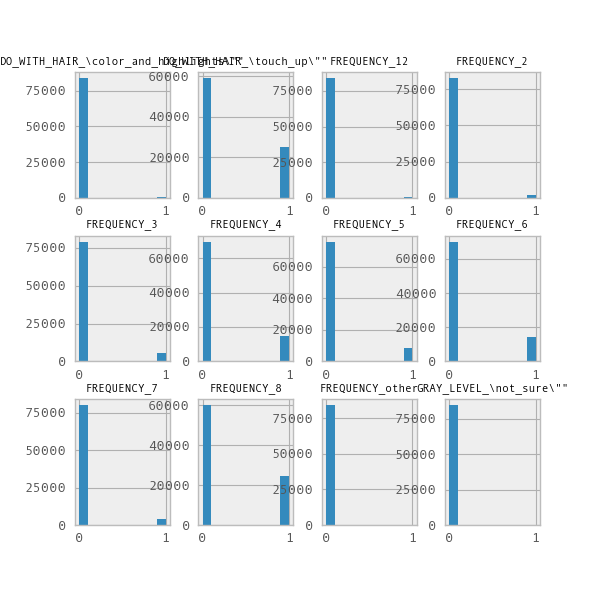 DO_WITH_HAIR_\color_and_highlights\"" DO_WITH_HAIR_\touch_up\"" FREQUENCY_12 FREQUENCY_2
75000 60000 75000 75000
50000 40000 50000 50000
25000 20000 25000 25000
0 0 0 0
0 1 0 1 0 1 0 1
FREQUENCY_3 FREQUENCY_4 FREQUENCY_5 FREQUENCY_6
75000 60000 60000 60000
50000 40000 40000 40000
25000 20000 20000 20000
0 0 0 0
0 1 0 1 0 1 0 1
FREQUENCY_7 FREQUENCY_8 FREQUENCY_other GRAY_LEVEL_\not_sure\""
75000 60000 75000 75000
50000 40000 50000 50000
25000 20000 25000 25000
0 0 0 0
0 1 0 1 0 1 0 1